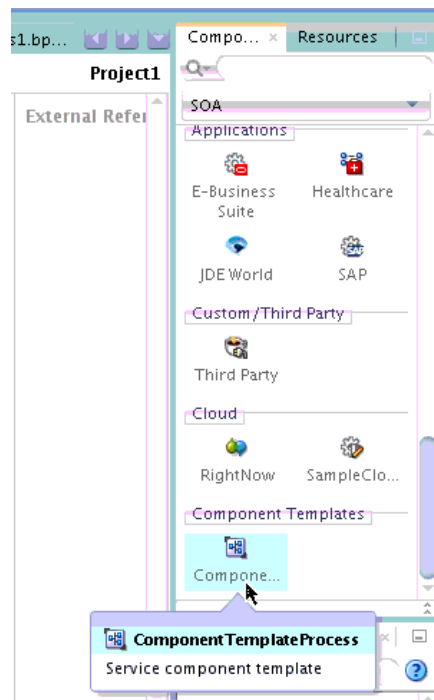 s1.bp...
Compo...
Resources
Project1
External Refer
SOA
Applications
E-Business
Suite
Healthcare
JDE World
SAP
Custom/Third Party
Third Party
Cloud
RightNow
SampleClo...
Component Templates
Compone...
ComponentTemplateProcess
Service component template